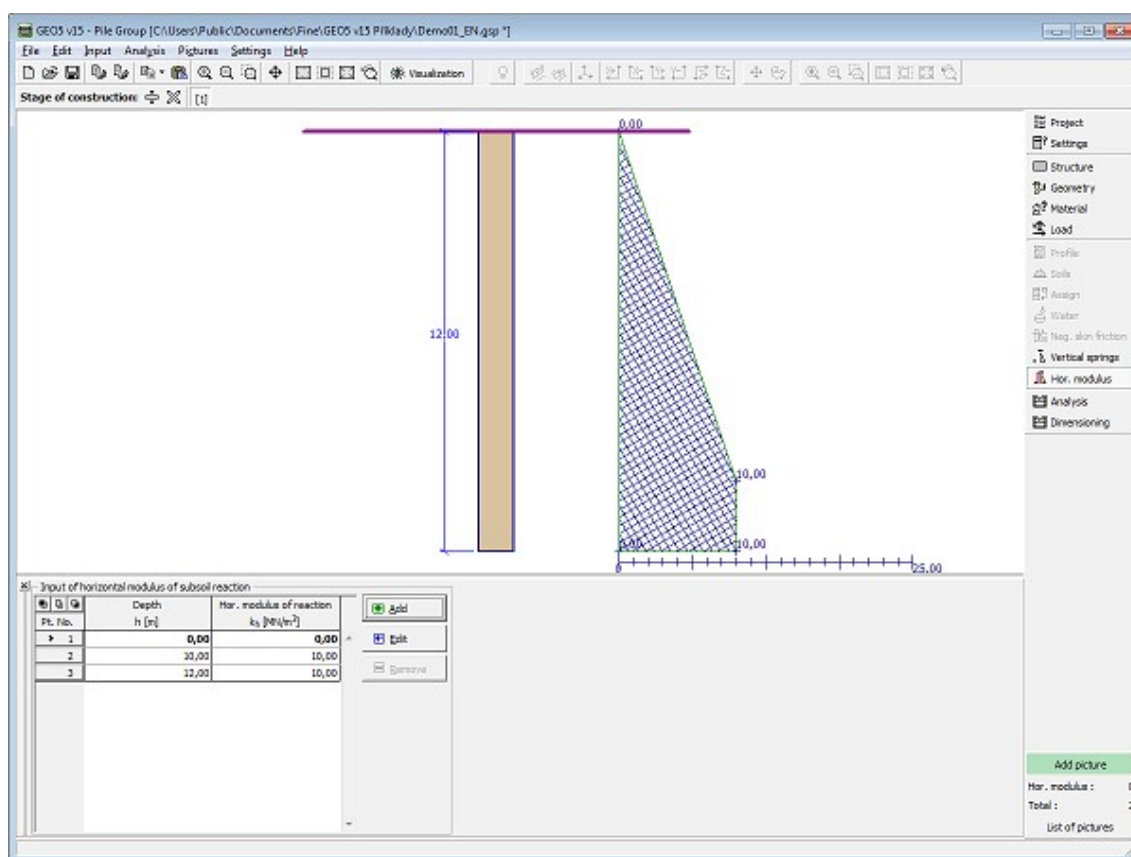 GEO5 v15 - Pile Group [C:\Users\Public\Documents\Fine\GEO5 v15 Příklady\Demo01_EN.gsp *]
File Edit Input Analysis Pictures Settings Help
Visualization
Stage of construction: [1]
0,00
12,00
10,00
0,00 10,00
0 25.00
Project
Settings
Structure
Geometry
Material
Load
Profile
Soils
Assign
Water
Neg. skin friction
Vertical springs
Hor. modulus
Analysis
Dimensioning
Input of horizontal modulus of subsoil reaction
Depth Hor. modulus of reaction
Pt. No. h [m] kh [MN/m³]
1 0,00 0,00
2 10,00 10,00
3 12,00 10,00
Add
Edit
Remove
Add picture
Hor. modulus :
Total :
List of pictures